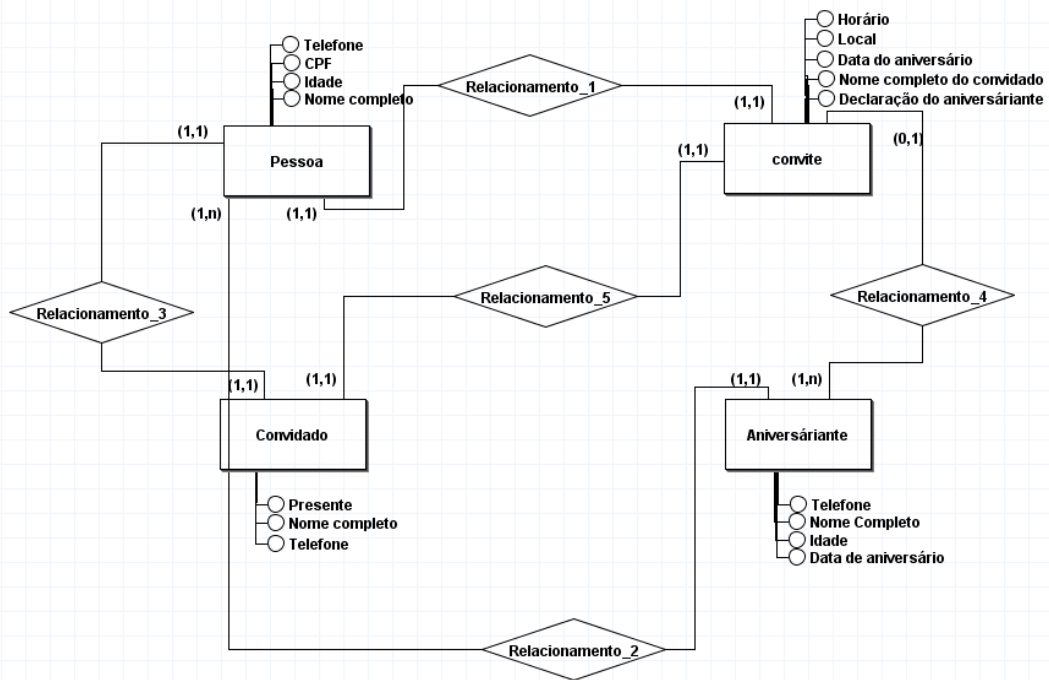 Telefone
CPF
Idade
Nome completo
Horário
Local
Data do aniversário
Nome completo do convidado
Declaração do aniversáriante
Relacionamento_1
(1,1)
(1,1)
(0,1)
Pessoa
convite
(1,1)
(1,n)
(1,1)
Relacionamento_3
Relacionamento_5
Relacionamento_4
(1,1)
(1,1)
(1,1)
(1,n)
Convidado
Aniversáriante
Presente
Nome completo
Telefone
Telefone
Nome Completo
Idade
Data de aniversário
Relacionamento_2